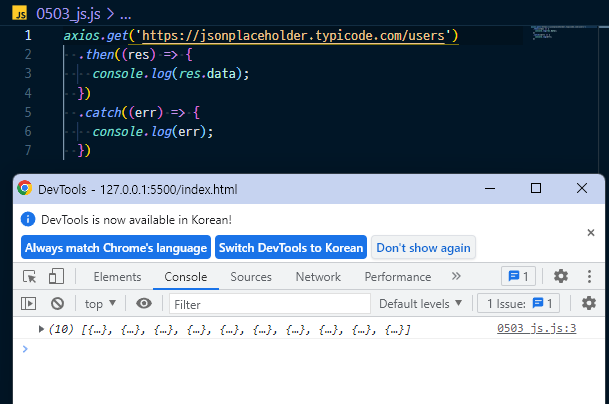 JS 0503_js.js > ...
1 axios.get('https://jsonplaceholder.typicode.com/users')
2 .then((res) => {
3 console.log(res.data);
4 })
5 .catch((err) => {
6 console.log(err);
7 })
DevTools - 127.0.0.1:5500/index.html
DevTools is now available in Korean!
Always match Chrome's language Switch DevTools to Korean Don't show again
Elements Console Sources Network Performance » 1
top ▼ Filter Default levels ▼ 1 Issue: 1
▶ (10) [{…}, {…}, {…}, {…}, {…}, {…}, {…}, {…}, {…}, {…}] 0503 js.js:3
>